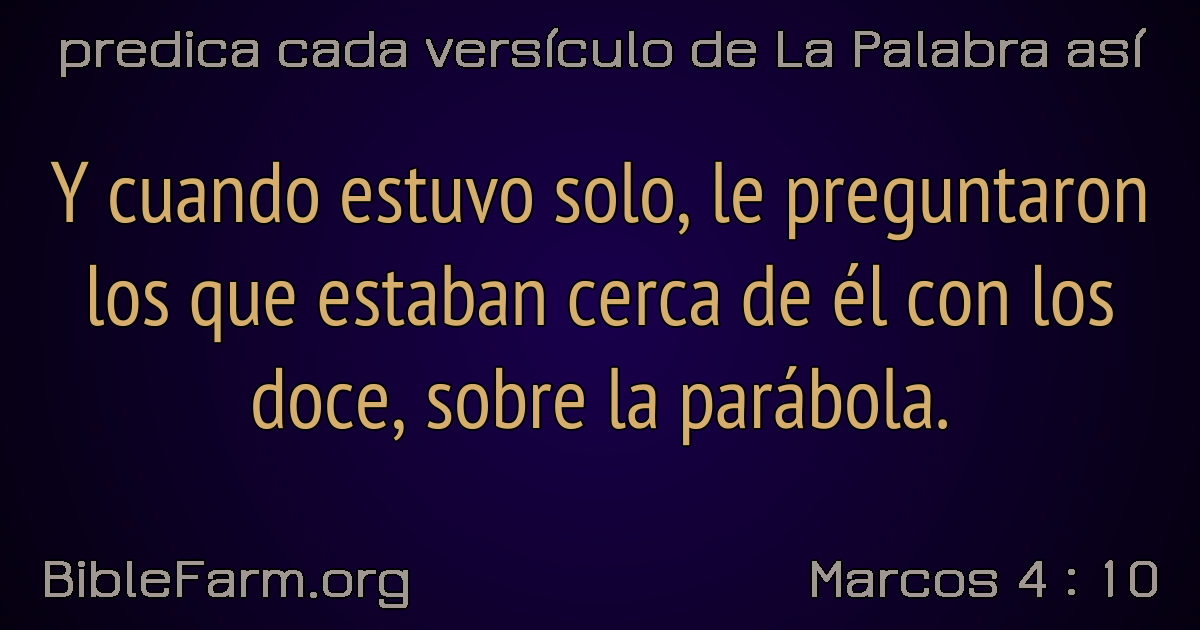 predica cada versículo de La Palabra así
Y cuando estuvo solo, le preguntaron
los que estaban cerca de él con los
doce, sobre la parábola.
BibleFarm.org
Marcos 4 : 10